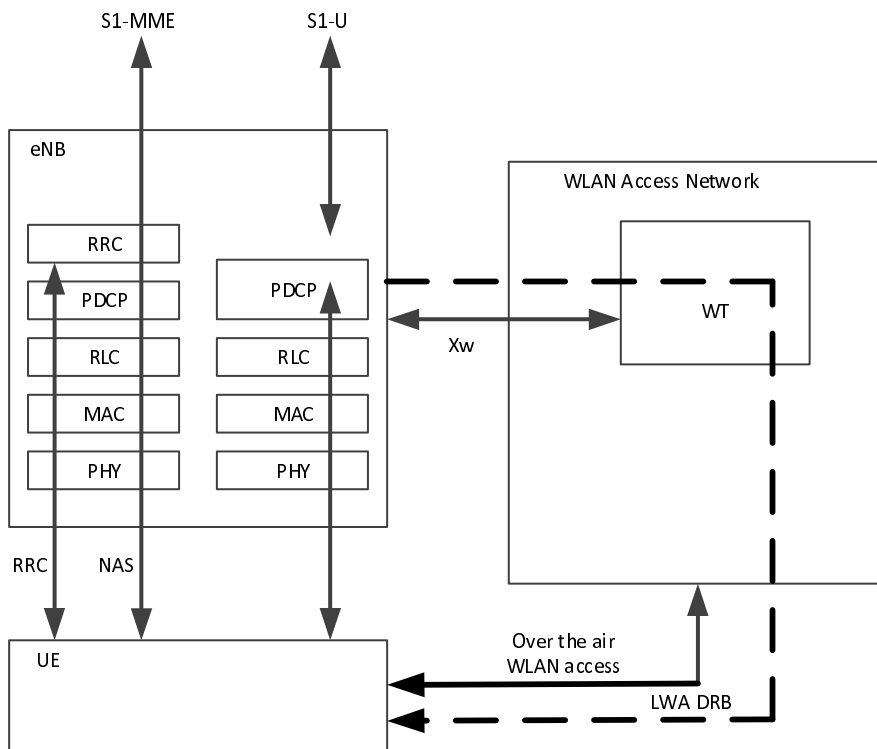 S1-MME
S1-U
eNB
WLAN Access Network
RRC
PDCP
PDCP
WT
Xw
RLC
RLC
MAC
MAC
PHY
PHY
RRC
NAS
Over the air
WLAN access
UE
LWA DRB